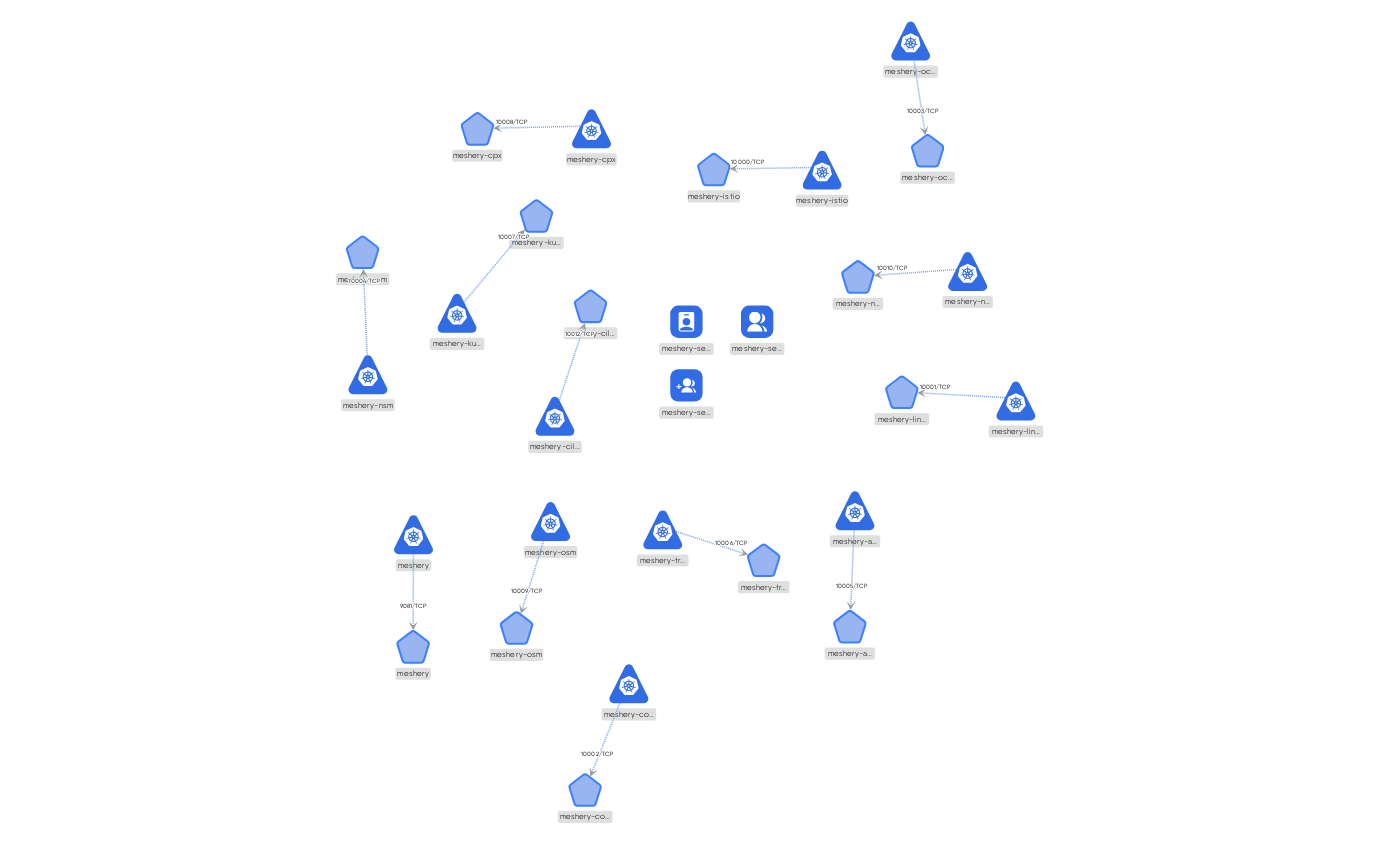 meshery-oc...
10003/TCP
meshery-oc...
10008/TCP
meshery-cpx
meshery-cpx
10000/TCP
meshery-istio
meshery-istio
10007/TCP
meshery-ku...
meshery-ku...
10004/TCP
meshery-nsm
10010/TCP
meshery-n...
meshery-n...
10012/TCP
meshery-cil...
meshery-se...
meshery-se...
meshery-se...
10001/TCP
meshery-lin...
meshery-lin...
meshery
9081/TCP
meshery
meshery-osm
10009/TCP
meshery-osm
meshery-tr...
10006/TCP
meshery-tr...
meshery-a...
10005/TCP
meshery-a...
meshery-co...
10002/TCP
meshery-co...